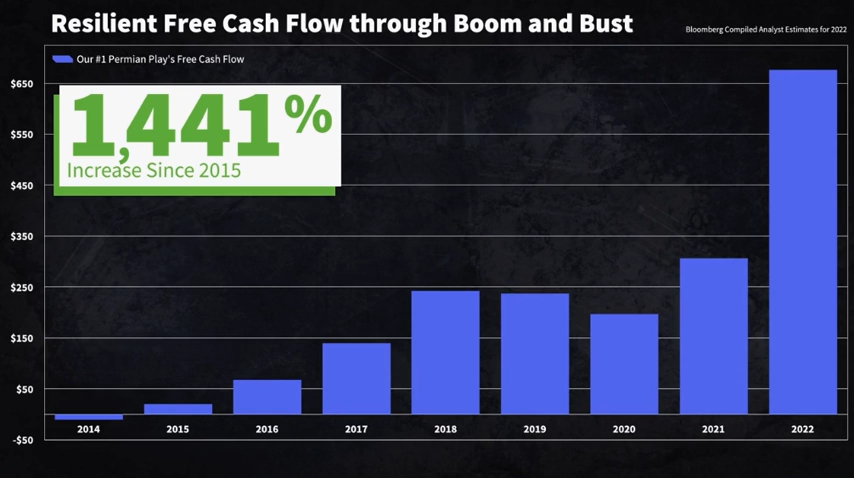 Resilient Free Cash Flow through Boom and Bust
Bloomberg Compiled Analyst Estimates for 2022
Our #1 Permian Play's Free Cash Flow
1,441%
Increase Since 2015
$650
$550
$450
$350
$250
$150
$50
-$50
2014 2015 2016 2017 2018 2019 2020 2021 2022